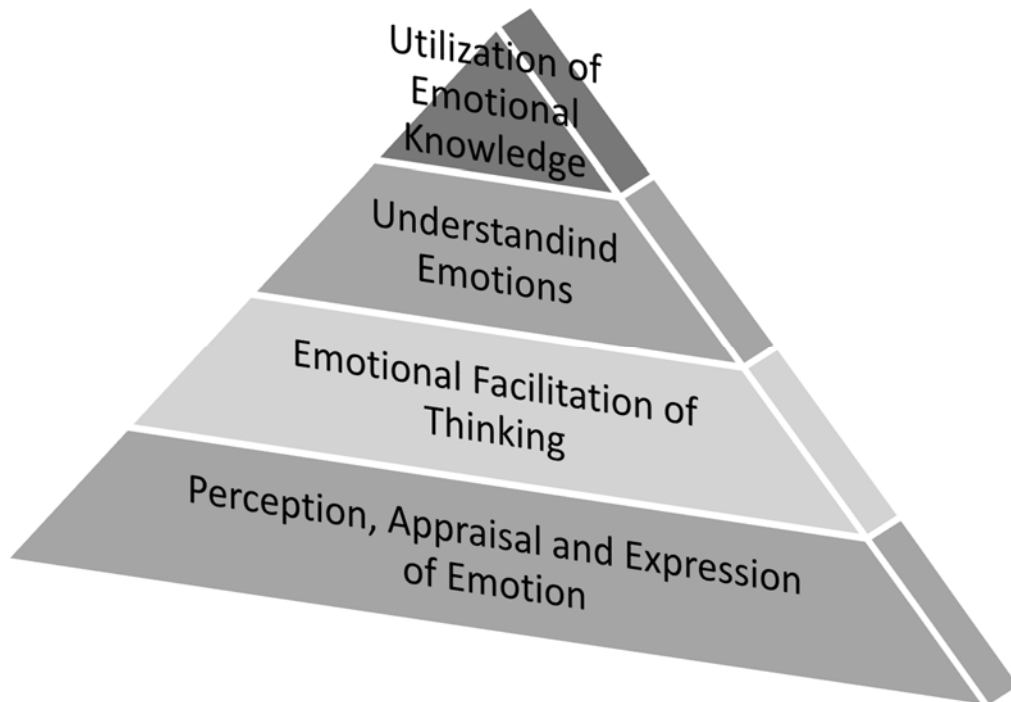 Utilization of
Emotional
Knowledge
Understandind
Emotions
Emotional Facilitation of
Thinking
Perception, Appraisal and Expression
of Emotion